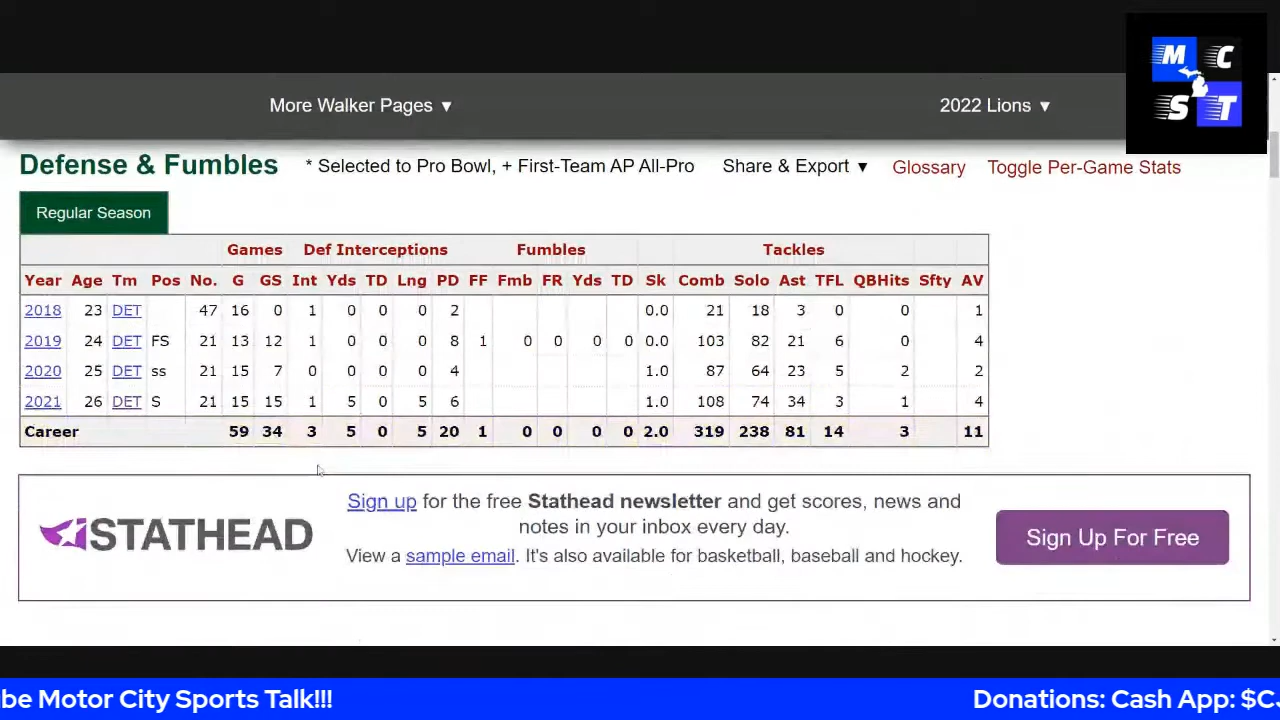 M C
S T
More Walker Pages ▼
2022 Lions ▼
Defense & Fumbles * Selected to Pro Bowl, + First-Team AP All-Pro Share & Export ▼ Glossary Toggle Per-Game Stats
Regular Season
Games Def Interceptions Fumbles Tackles
Year Age Tm Pos No. G GS Int Yds TD Lng PD FF Fmb FR Yds TD Sk Comb Solo Ast TFL QBHits Sfty AV
2018 23 DET 47 16 0 1 0 0 0 2 0.0 21 18 3 0 0 1
2019 24 DET FS 21 13 12 1 0 0 0 8 1 0 0 0 0 0.0 103 82 21 6 0 4
2020 25 DET ss 21 15 7 0 0 0 0 4 1.0 87 64 23 5 2 2
2021 26 DET S 21 15 15 1 5 0 5 6 1.0 108 74 34 3 1 4
Career 59 34 3 5 0 5 20 1 0 0 0 0 2.0 319 238 81 14 3 11
STATHEAD
Sign up for the free Stathead newsletter and get scores, news and
notes in your inbox every day.
View a sample email. It's also available for basketball, baseball and hockey.
Sign Up For Free
be Motor City Sports Talk!!! Donations: Cash App: $C